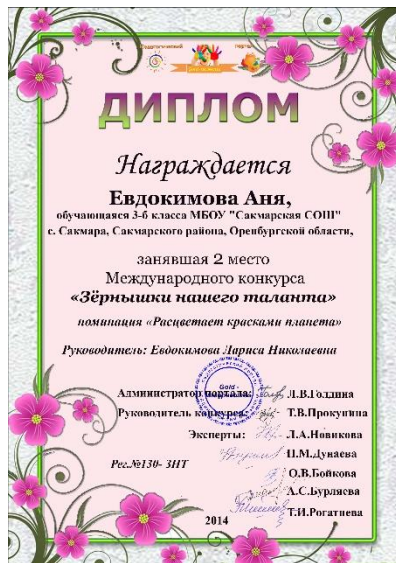 Педагогический портал
ДИПЛОМ
Награждается
Евдокимова Аня,
обучающаяся 3-б класса МБОУ "Сакмарская СОШ"
с. Сакмара, Сакмарского района, Оренбургской области,
занявшая 2 место
Международного конкурса
«Зёрнышки нашего таланта»
номинация «Расцветает красками планета»
Руководитель: Евдокимова Лариса Николаевна
Администратор портала: Л.В.Голдина
Руководитель конкурса: Т.В.Прокунина
Эксперты: Л.А.Новикова
Н.М.Дунаева
О.В.Бойкова
Рег.№130- ЗНТ
А.С.Бурляева
Т.И.Рогатнева
2014